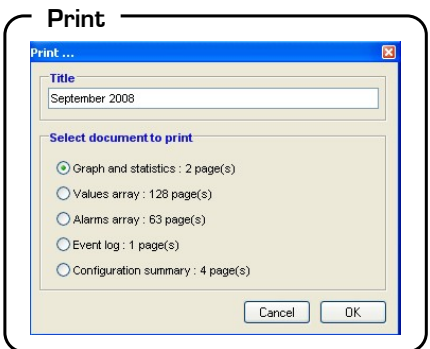 Print
Print ...
Title
September 2008
Select document to print
Graph and statistics : 2 page(s)
Values array : 128 page(s)
Alarms array : 63 page(s)
Event log : 1 page(s)
Configuration summary : 4 page(s)
Cancel OK